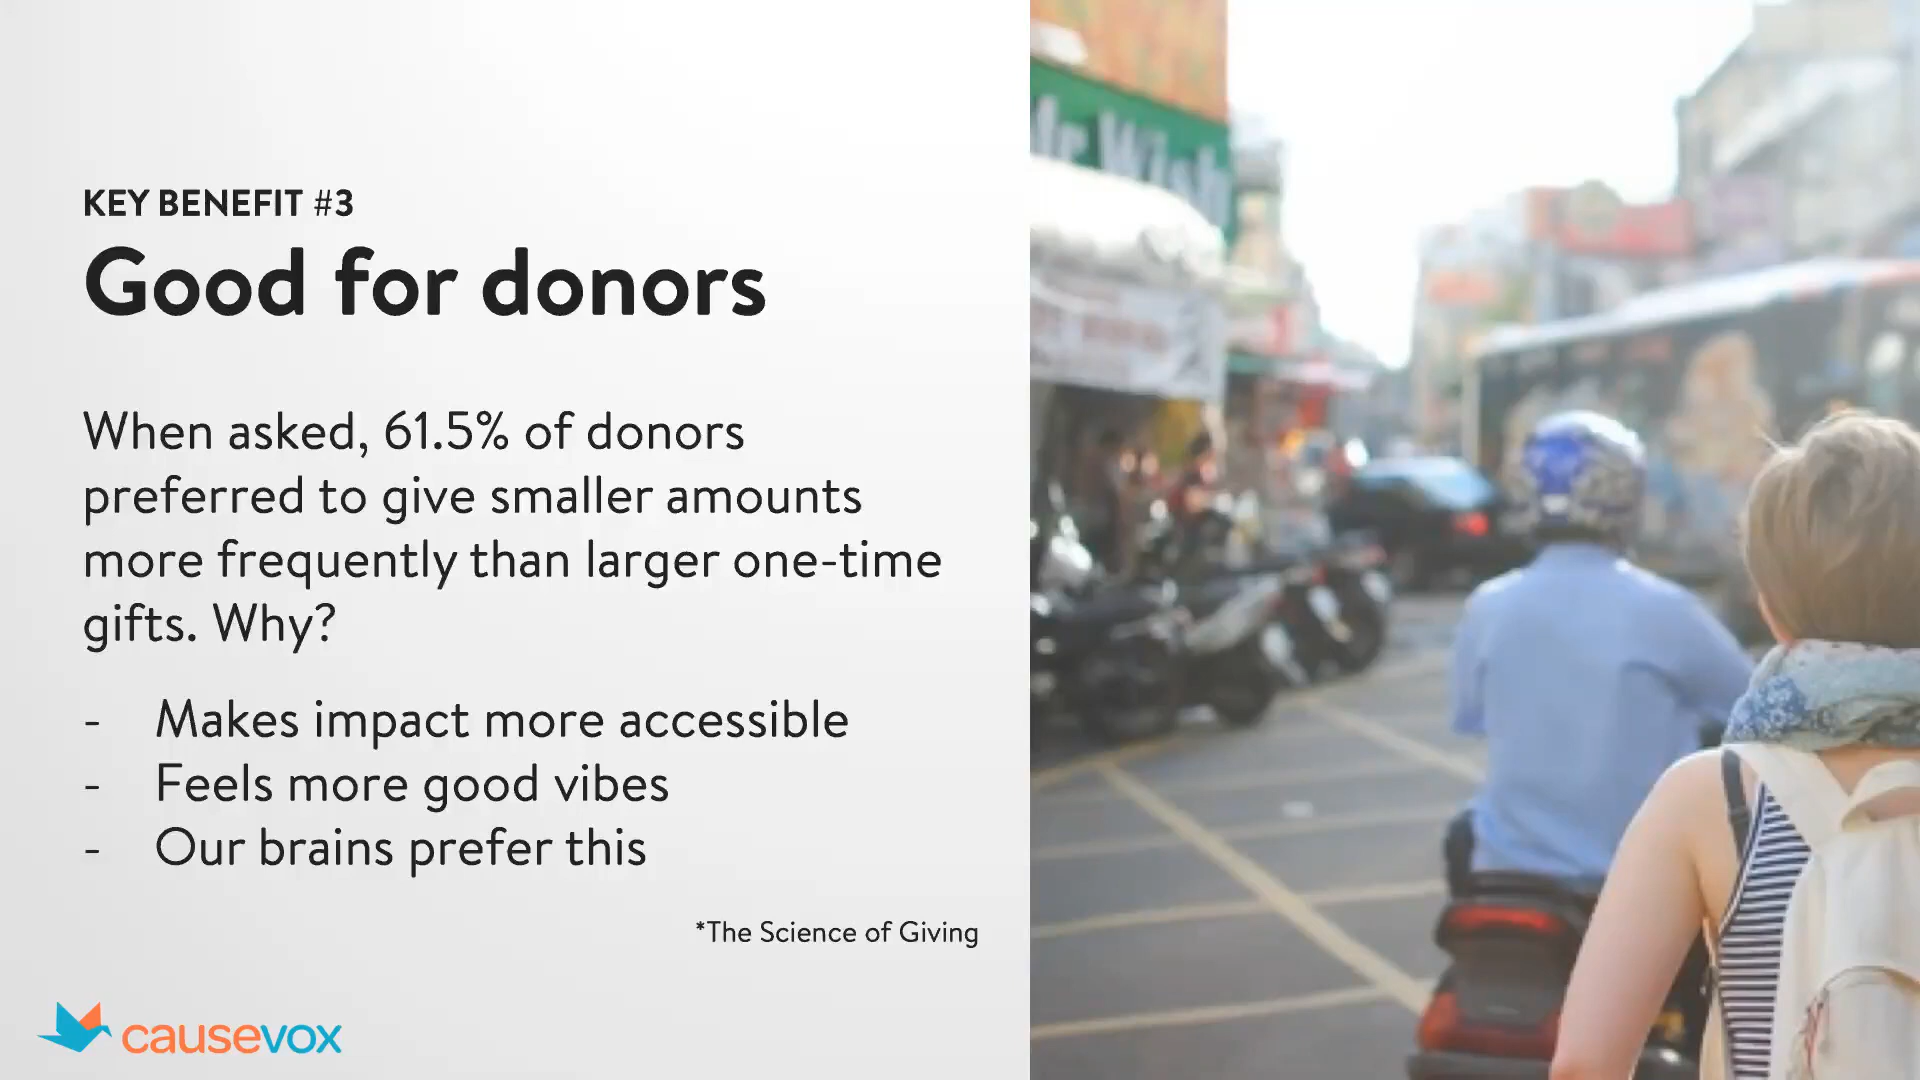 KEY BENEFIT #3
Good for donors
When asked, 61.5% of donors
preferred to give smaller amounts
more frequently than larger one-time
gifts. Why?
- Makes impact more accessible
- Feels more good vibes
- Our brains prefer this
*The Science of Giving
causevox
Wish